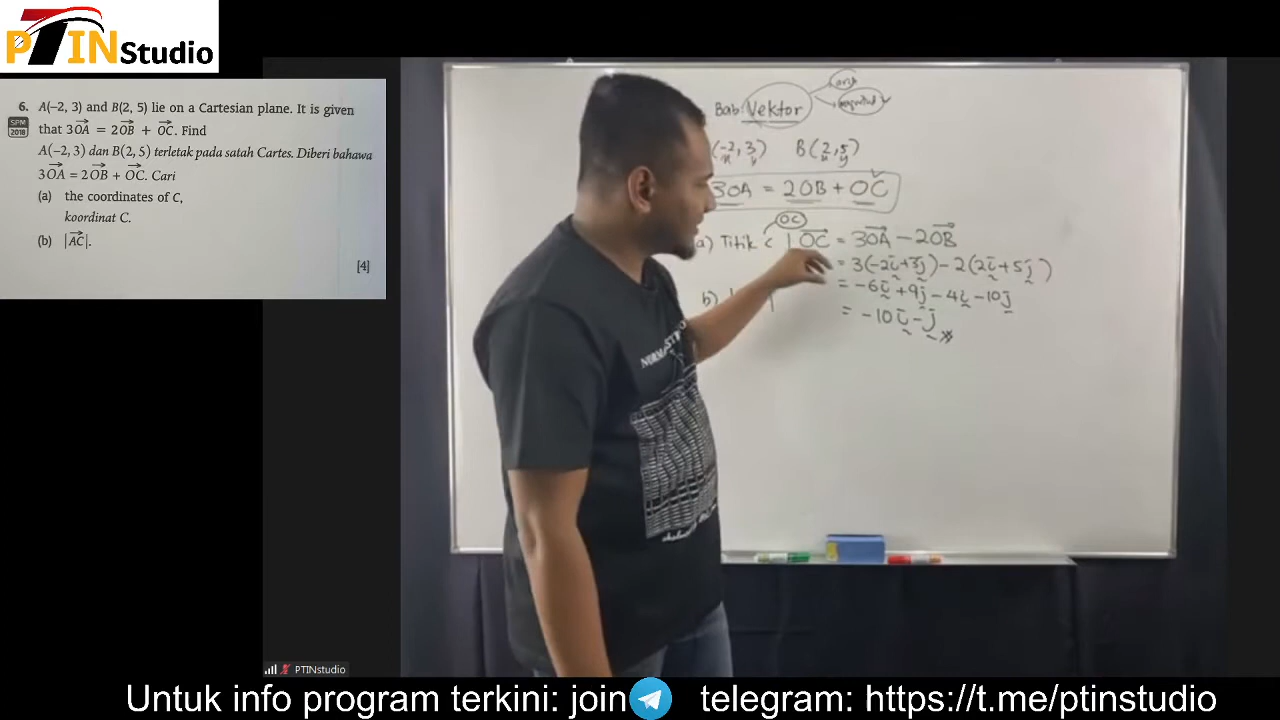 PTIN Studio
6. A(−2, 3) and B(2, 5) lie on a Cartesian plane. It is given
SPM 2018
that 3OA→ = 2OB→ + OC→. Find
A(−2, 3) dan B(2, 5) terletak pada satah Cartes. Diberi bahawa
3OA→ = 2OB→ + OC→. Cari
(a) the coordinates of C,
koordinat C.
(b) |AC→|.
[4]
Bab: Vektor
(-2, 3) B(2, 5)
x y x y
3OA = 2OB + OC
OC
a) Titik C | OC→ = 3OA→ − 2OB→
= 3(-2i+3j) − 2(2i+5j)
b)
= -6i +9j − 4i −10j
= -10i − j
NORMA
PTINstudio
Untuk info program terkini: join telegram: https://t.me/ptinstudio